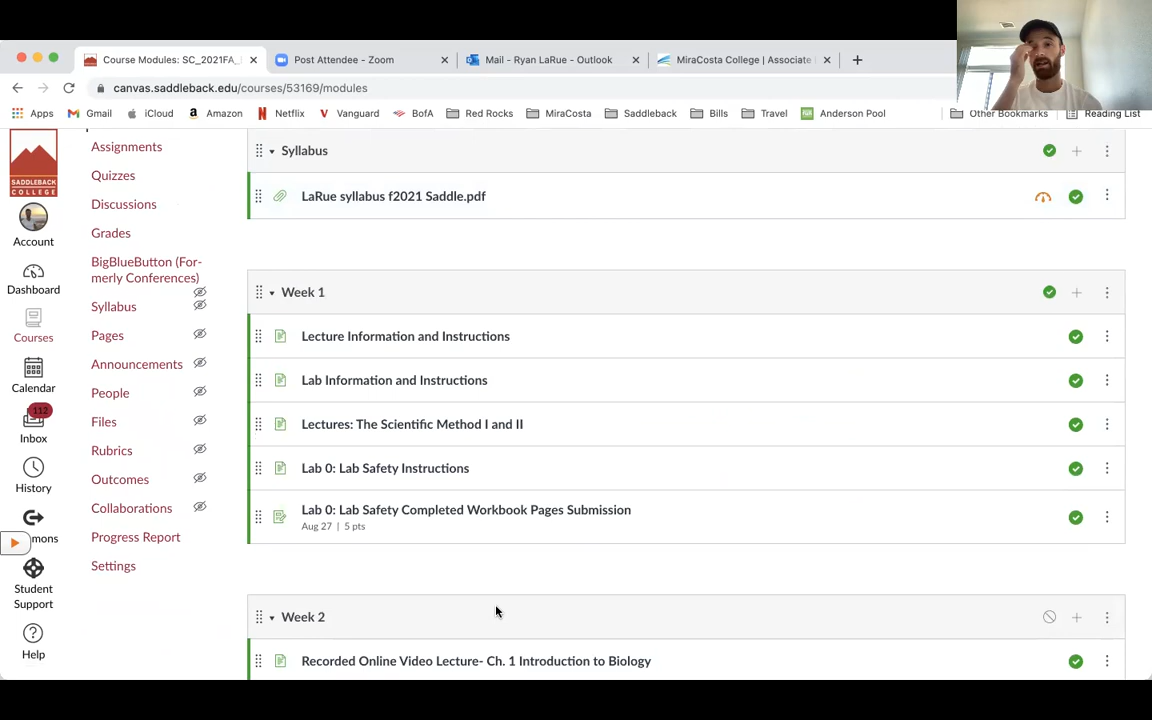 Course Modules: SC_2021FA_
Post Attendee - Zoom
Mail - Ryan LaRue - Outlook
MiraCosta College | Associate
canvas.saddleback.edu/courses/53169/modules
Apps
Gmail
iCloud
Amazon
Netflix
Vanguard
BofA
Red Rocks
MiraCosta
Saddleback
Bills
Travel
Anderson Pool
Other Bookmarks
Reading List
SADDLEBACK
COLLEGE
Account
Dashboard
Courses
Calendar
112
Inbox
History
mmons
Student
Support
Help
Assignments
Quizzes
Discussions
Grades
BigBlueButton (For-
merly Conferences)
Syllabus
Pages
Announcements
People
Files
Rubrics
Outcomes
Collaborations
Progress Report
Settings
Syllabus
LaRue syllabus f2021 Saddle.pdf
Week 1
Lecture Information and Instructions
Lab Information and Instructions
Lectures: The Scientific Method I and II
Lab 0: Lab Safety Instructions
Lab 0: Lab Safety Completed Workbook Pages Submission
Aug 27 | 5 pts
Week 2
Recorded Online Video Lecture- Ch. 1 Introduction to Biology